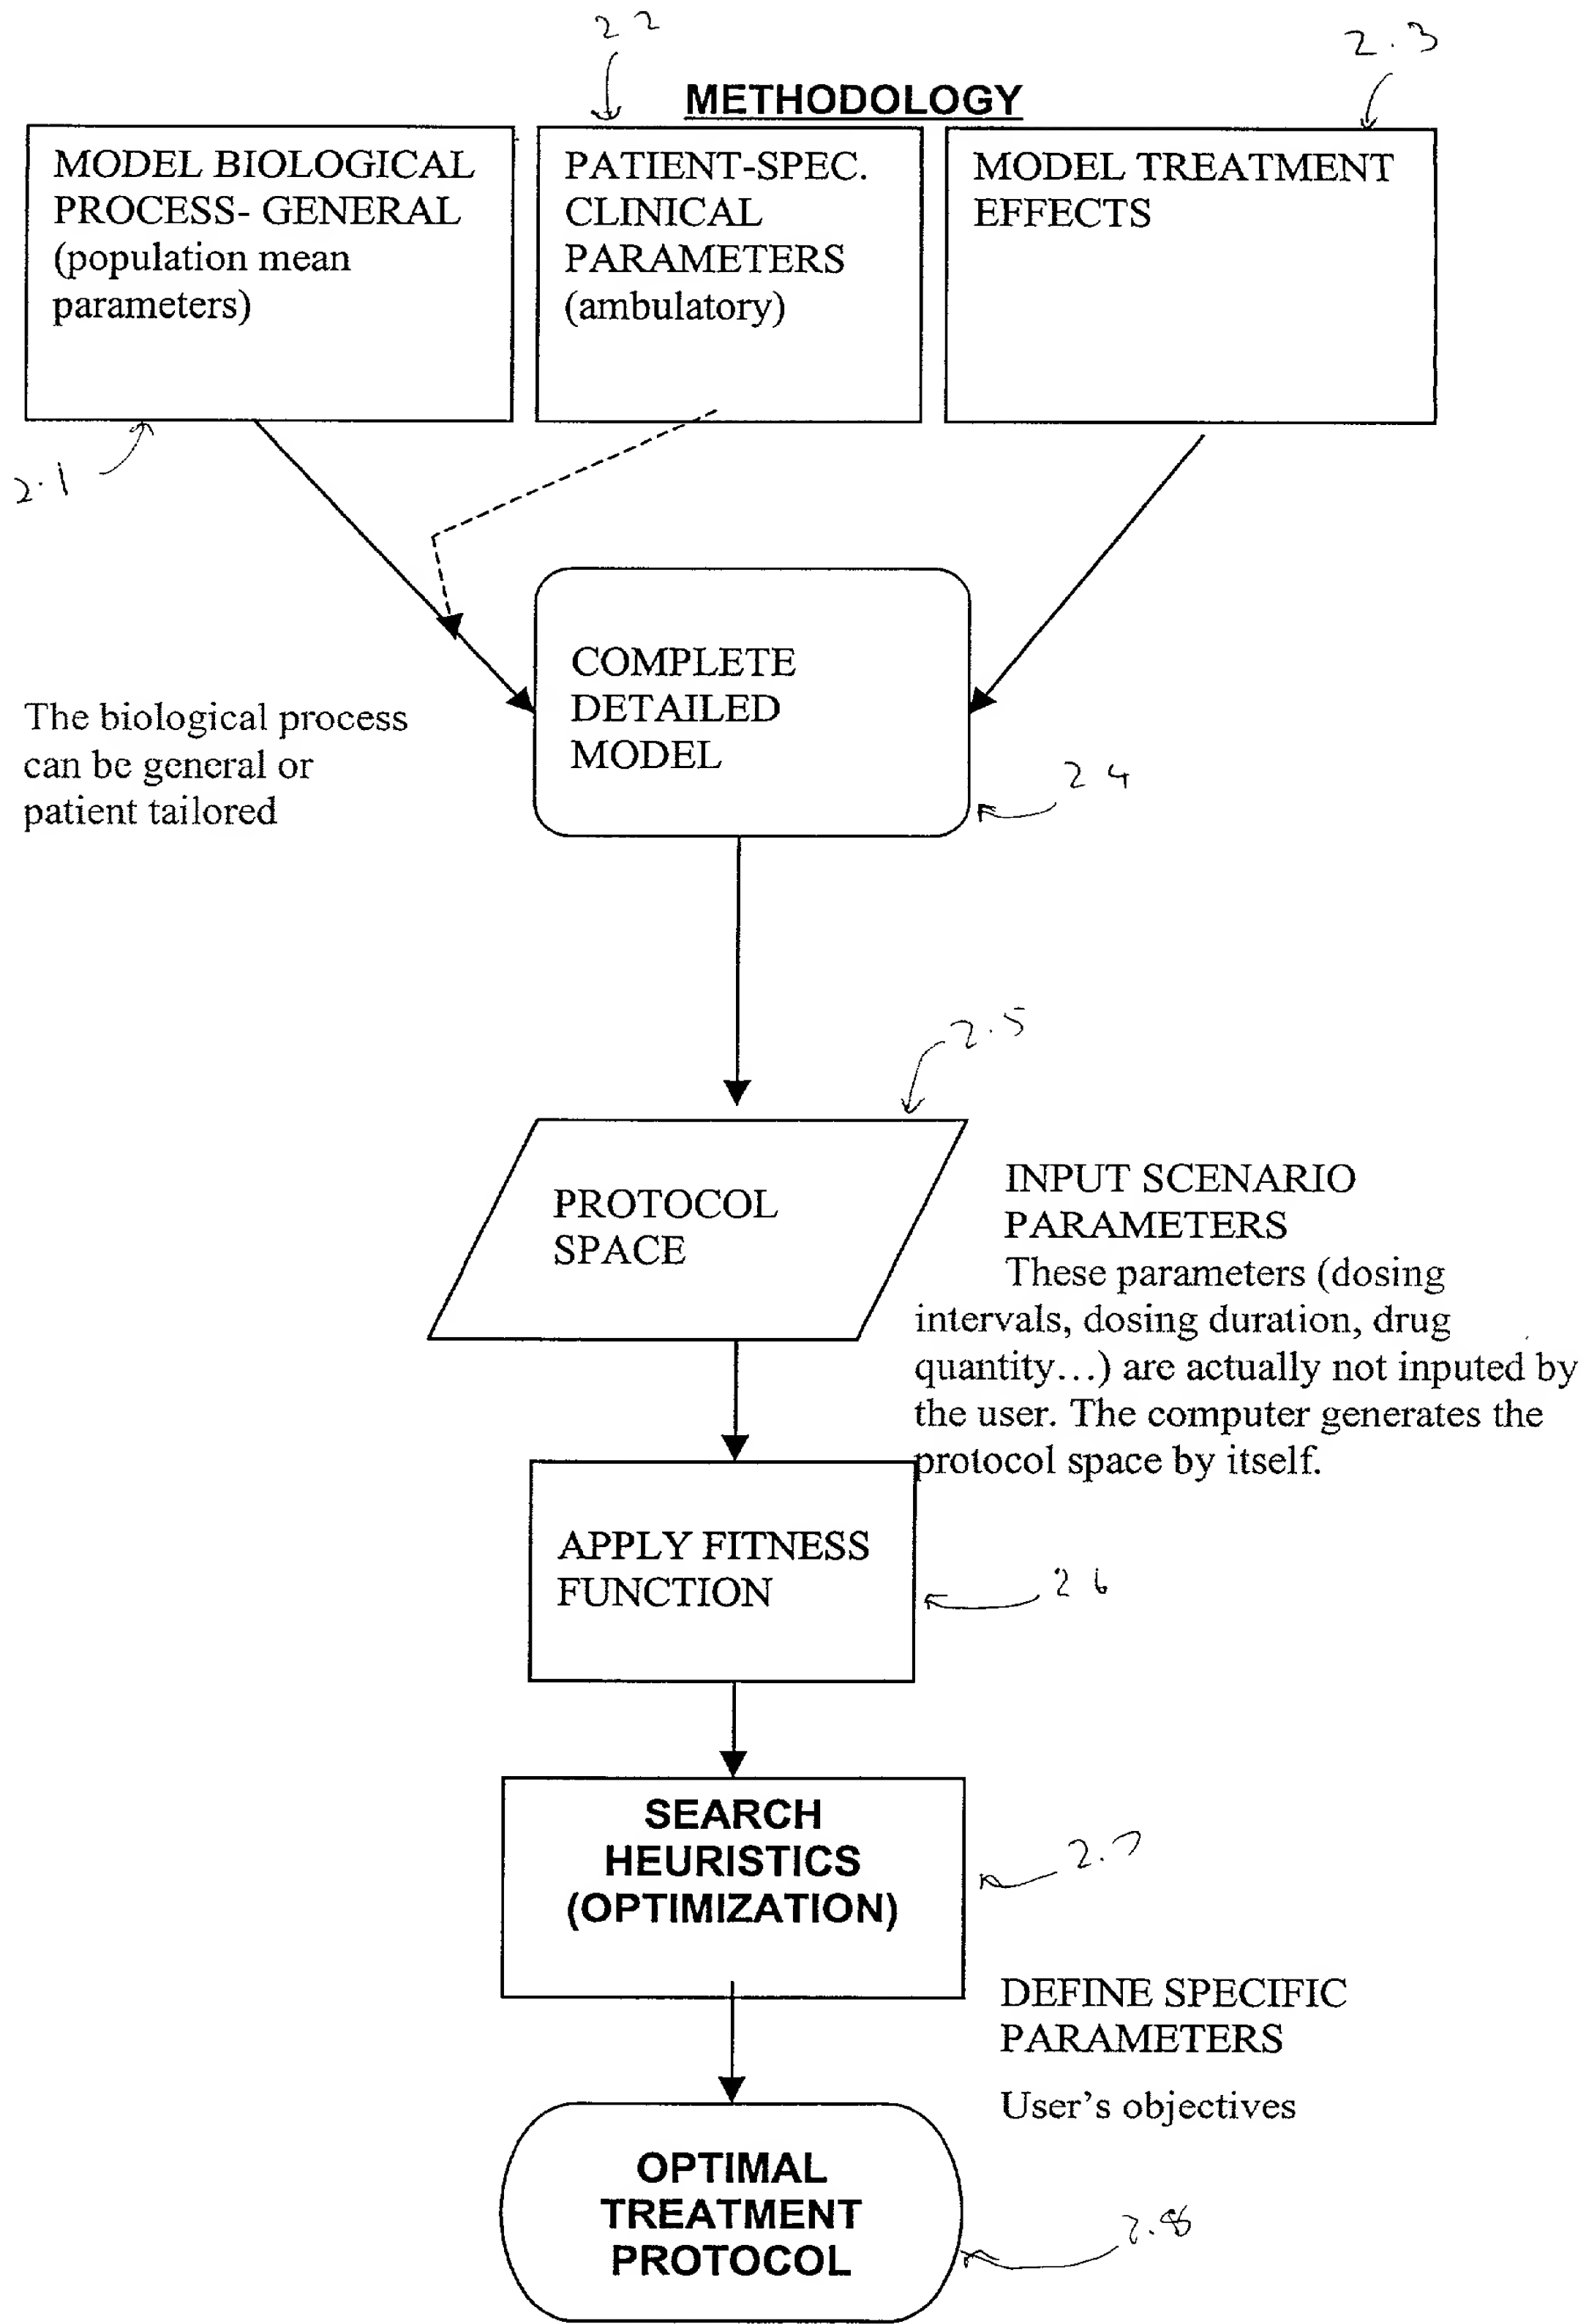 2 2
2.3
METHODOLOGY
MODEL BIOLOGICAL
PROCESS- GENERAL
(population mean
parameters)
PATIENT-SPEC.
CLINICAL
PARAMETERS
(ambulatory)
MODEL TREATMENT
EFFECTS
2.1
COMPLETE
DETAILED
MODEL
The biological process
can be general or
patient tailored
2 4
2.5
PROTOCOL
SPACE
INPUT SCENARIO
PARAMETERS
These parameters (dosing
intervals, dosing duration, drug
quantity...) are actually not inputed by
the user. The computer generates the
protocol space by itself.
APPLY FITNESS
FUNCTION
2 6
SEARCH
HEURISTICS
(OPTIMIZATION)
2.7
DEFINE SPECIFIC
PARAMETERS
User's objectives
OPTIMAL
TREATMENT
PROTOCOL
2.8